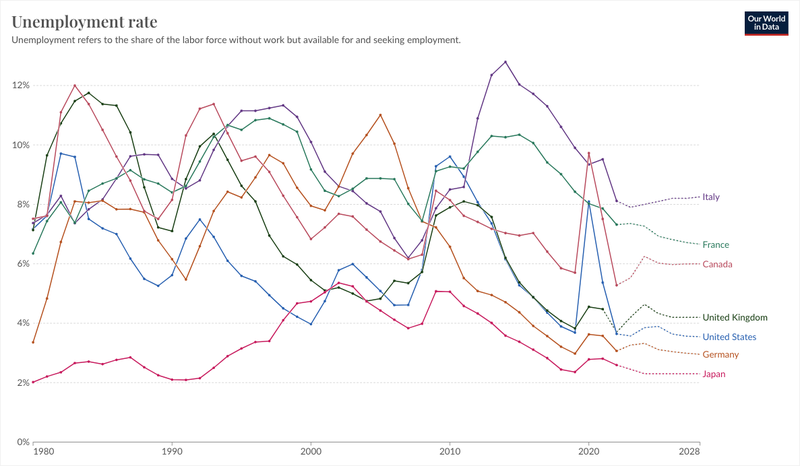 Unemployment rate
Unemployment refers to the share of the labor force without work but available for and seeking employment.
Our World
in Data
12%
10%
8%
6%
4%
2%
0%
1980
1990
2000
2010
2020
2028
Italy
France
Canada
United Kingdom
United States
Germany
Japan